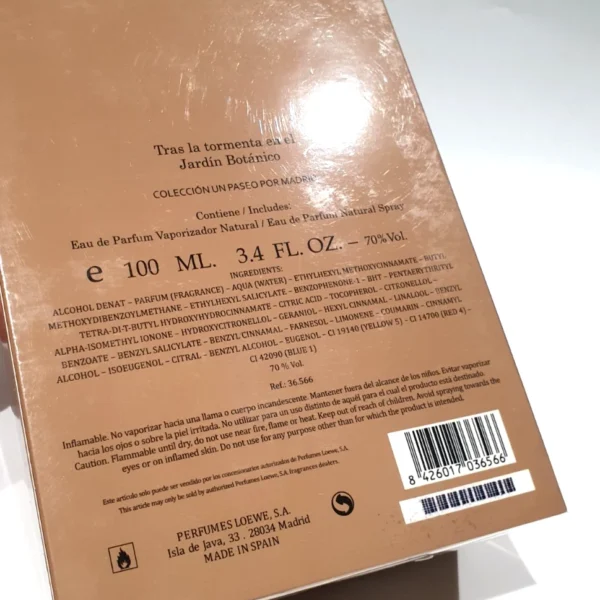 Tras la tormenta en el
Jardín Botánico
COLECCIÓN UN PASEO POR MADRID
Contiene / Includes:
Eau de Parfum Vaporizador Natural / Eau de Parfum Natural Spray
e 100 ML. 3.4 FL. OZ. – 70%Vol.
INGREDIENTS:
ALCOHOL DENAT – PARFUM (FRAGRANCE) – AQUA (WATER) – ETHYLHEXYL METHOXYCINNAMATE – BUTYL
METHOXYDIBENZOYLMETHANE – ETHYLHEXYL SALICYLATE – BENZOPHENONE-1 – BHT – PENTAERYTHRITYL
TETRA-DI-T-BUTYL HYDROXYHYDROCINNAMATE – CITRIC ACID – TOCOPHEROL – CITRONELLOL –
ALPHA-ISOMETHYL IONONE – HYDROXYCITRONELLOL – GERANIOL – HEXYL CINNAMAL – LINALOOL – BENZYL
BENZOATE – BENZYL SALICYLATE – BENZYL CINNAMAL – FARNESOL – LIMONENE – COUMARIN – CINNAMYL
ALCOHOL – ISOEUGENOL – CITRAL – BENZYL ALCOHOL – EUGENOL – CI 19140 (YELLOW 5) – CI 14700 (RED 4) –
CI 42090 (BLUE 1)
70 % Vol.
Ref.: 36.566
Inflamable. No vaporizar hacia una llama o cuerpo incandescente. Mantener fuera del alcance de los niños. Evitar vaporizar
hacia los ojos o sobre la piel irritada. No utilizar para un uso distinto de aquél para el cual el producto está destinado.
Caution. Flammable until dry, do not use near fire, flame or heat. Keep out of reach of children. Avoid spraying towards the
eyes or on inflamed skin. Do not use for any purpose other than for which the product is intended.
Este artículo solo puede ser vendido por los concesionarios autorizados de Perfumes Loewe, S.A.
This article may only be sold by authorized Perfumes Loewe, S.A. fragrances dealers.
8 426017 036566
PERFUMES LOEWE, S.A.
Isla de Java, 33 . 28034 Madrid
MADE IN SPAIN